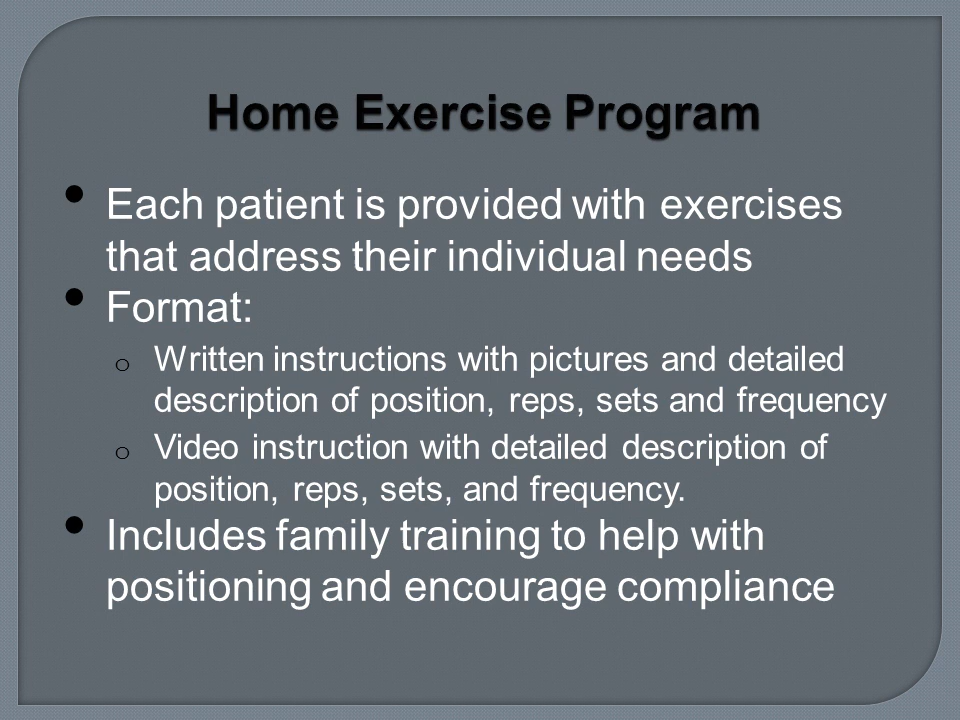 Home Exercise Program
• Each patient is provided with exercises
that address their individual needs
• Format:
o Written instructions with pictures and detailed
description of position, reps, sets and frequency
o Video instruction with detailed description of
position, reps, sets, and frequency.
• Includes family training to help with
positioning and encourage compliance